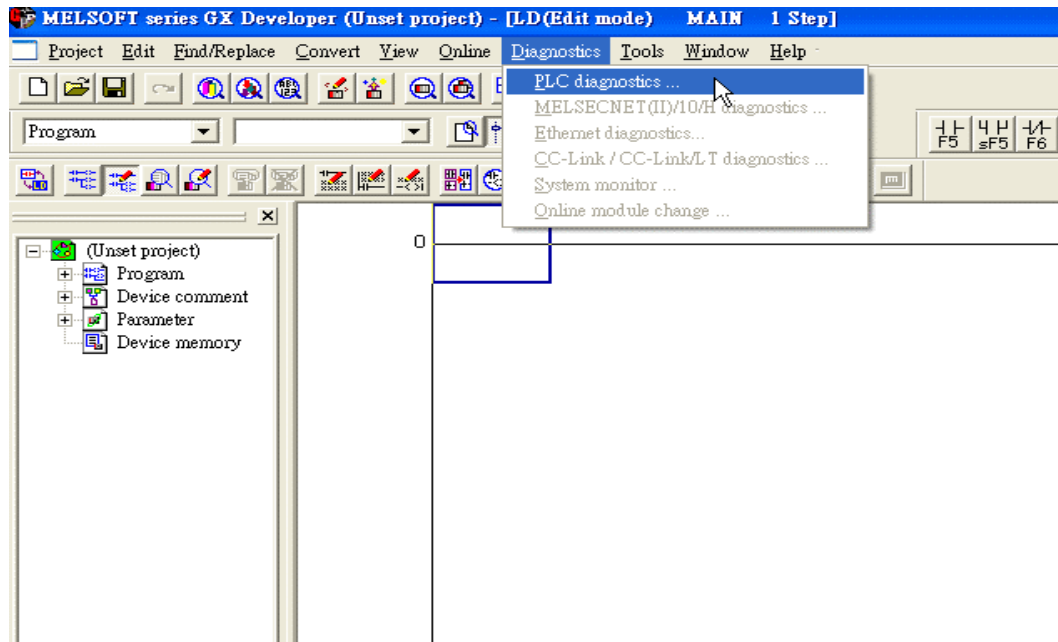 MELSOFT series GX Developer (Unset project) - [LD(Edit mode) MAIN 1 Step]
Project Edit Find/Replace Convert View Online Diagnostics Tools Window Help
PLC diagnostics ...
MELSECNET(II)/10/H diagnostics ...
Ethernet diagnostics...
CC-Link / CC-Link/LT diagnostics ...
System monitor ...
Online module change ...
Program
F5 sF5 F6
0
(Unset project)
Program
Device comment
Parameter
Device memory